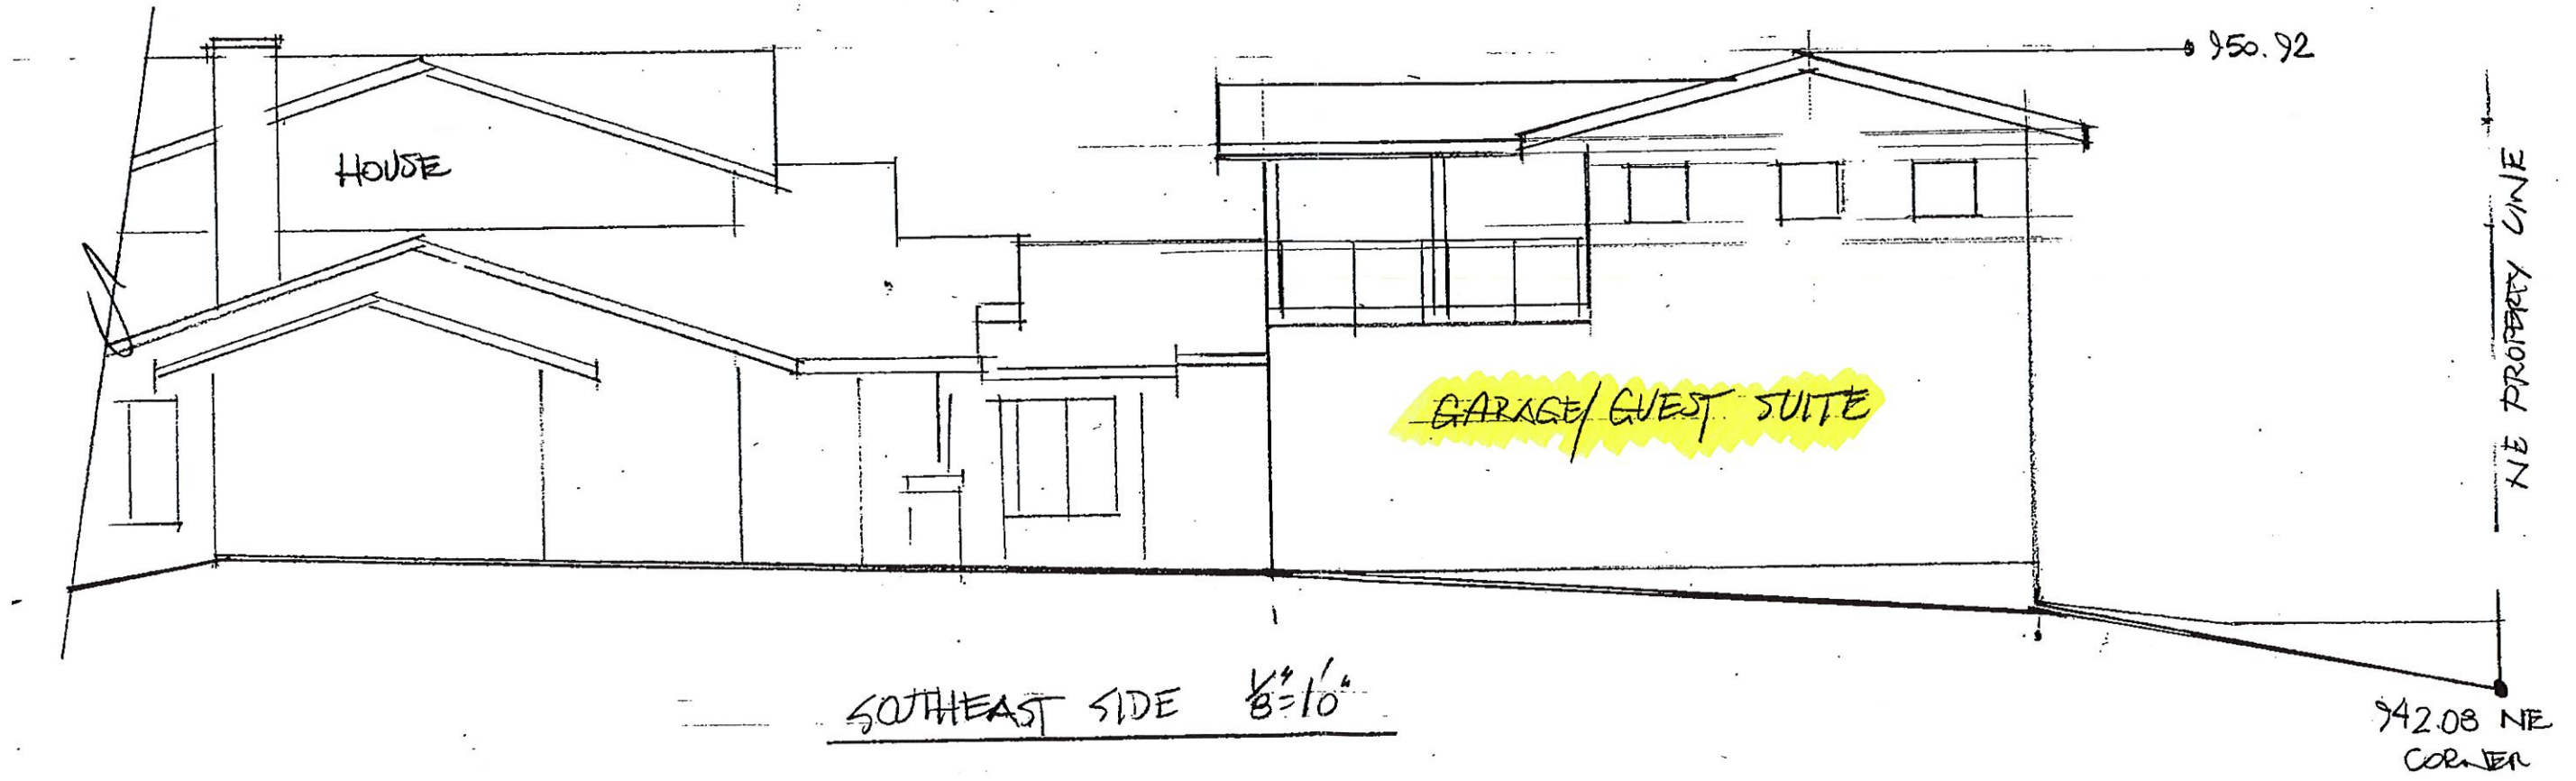 950.92
HOUSE
NE PROPERTY LINE
GARAGE/GUEST SUITE
SOUTHEAST SIDE 1/8"=1'0"
942.08 NE
CORNER